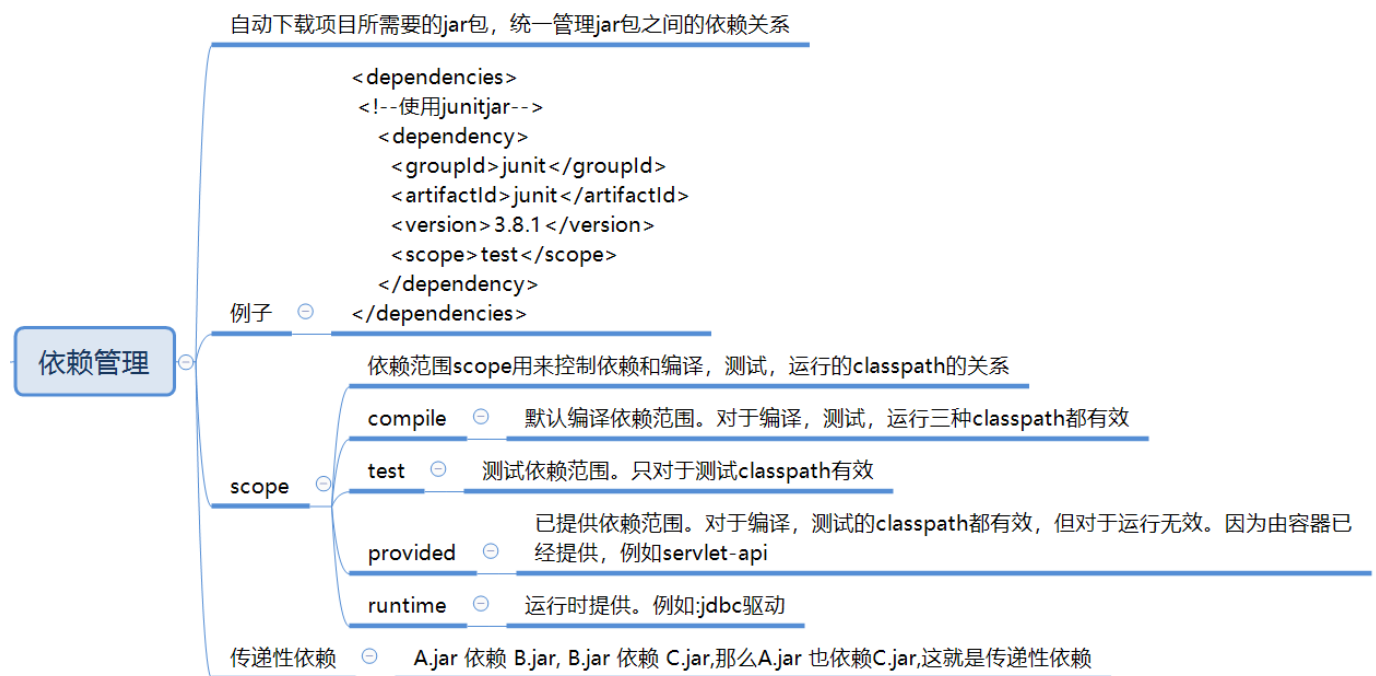 自动下载项目所需要的jar包，统一管理jar包之间的依赖关系
<dependencies>
<!--使用junitjar-->
<dependency>
<groupId>junit</groupId>
<artifactId>junit</artifactId>
<version>3.8.1</version>
<scope>test</scope>
</dependency>
例子
</dependencies>
依赖管理
依赖范围scope用来控制依赖和编译，测试，运行的classpath的关系
compile
默认编译依赖范围。对于编译，测试，运行三种classpath都有效
test
测试依赖范围。只对于测试classpath有效
scope
已提供依赖范围。对于编译，测试的classpath都有效，但对于运行无效。因为由容器已
provided
经提供，例如servlet-api
runtime
运行时提供。例如:jdbc驱动
传递性依赖
A.jar 依赖 B.jar, B.jar 依赖 C.jar,那么A.jar 也依赖C.jar,这就是传递性依赖